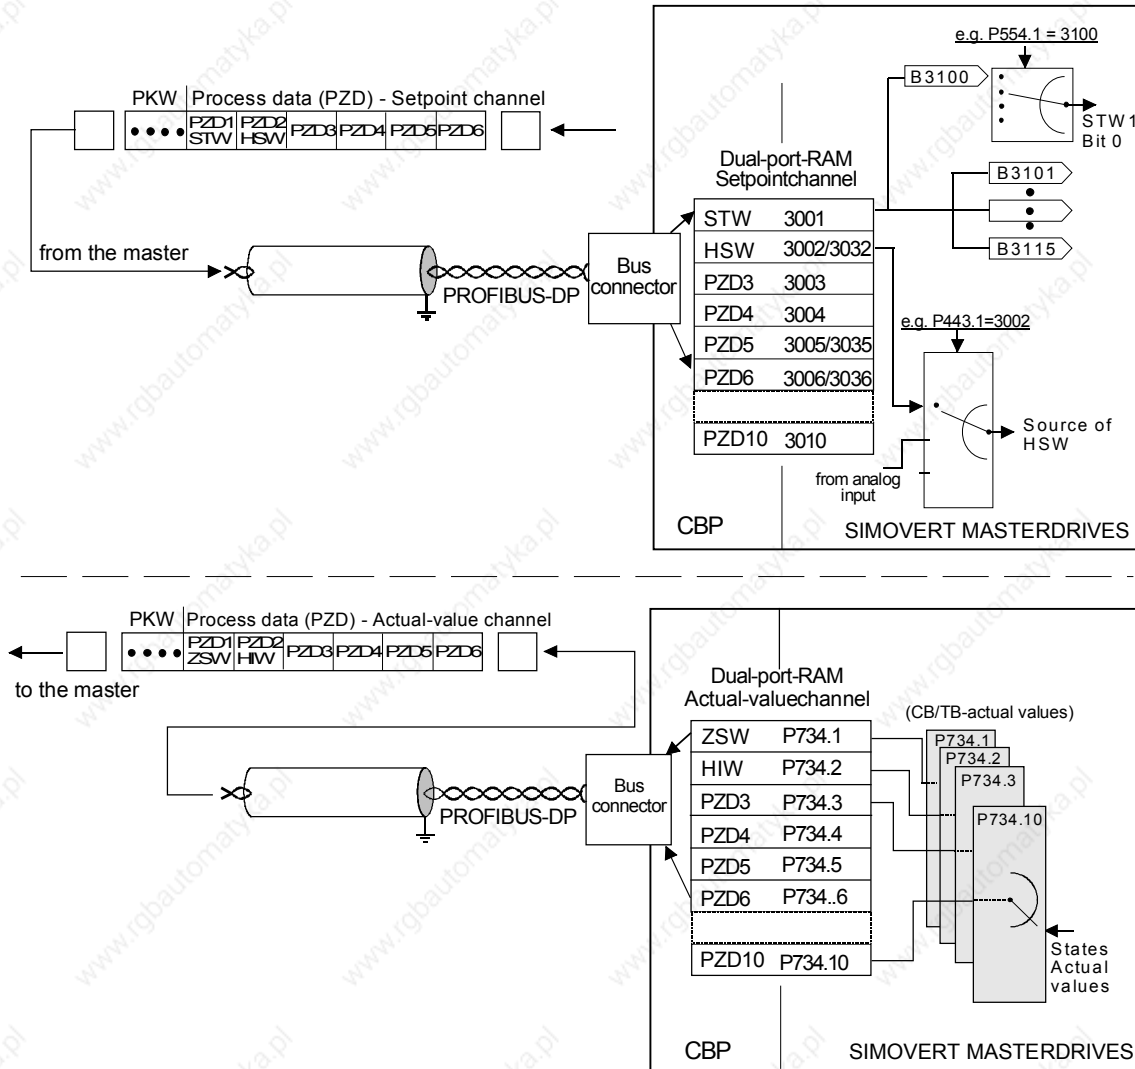 e.g. P554.1 = 3100
B3100
STW1
Bit 0
PKW Process data (PZD) - Setpoint channel
PZD1 PZD2 PZD3 PZD4 PZD5 PZD6
STW HSW
Dual-port-RAM
Setpointchannel
B3101
B3115
STW 3001
HSW 3002/3032
PZD3 3003
PZD4 3004
PZD5 3005/3035
PZD6 3006/3036
PZD10 3010
from the master
PROFIBUS-DP
Bus
connector
e.g. P443.1=3002
Source of
HSW
from analog
input
CBP
SIMOVERT MASTERDRIVES
PKW Process data (PZD) - Actual-value channel
PZD1 PZD2 PZD3 PZD4 PZD5 PZD6
ZSW HIW
to the master
Dual-port-RAM
Actual-valuechannel
(CB/TB-actual values)
ZSW P734.1
HIW P734.2
PZD3 P734.3
PZD4 P734.4
PZD5 P734.5
PZD6 P734..6
PZD10 P734.10
P734.1
P734.2
P734.3
P734.10
PROFIBUS-DP
Bus
connector
States
Actual
values
CBP
SIMOVERT MASTERDRIVES
www.rgbautomatyka.pl